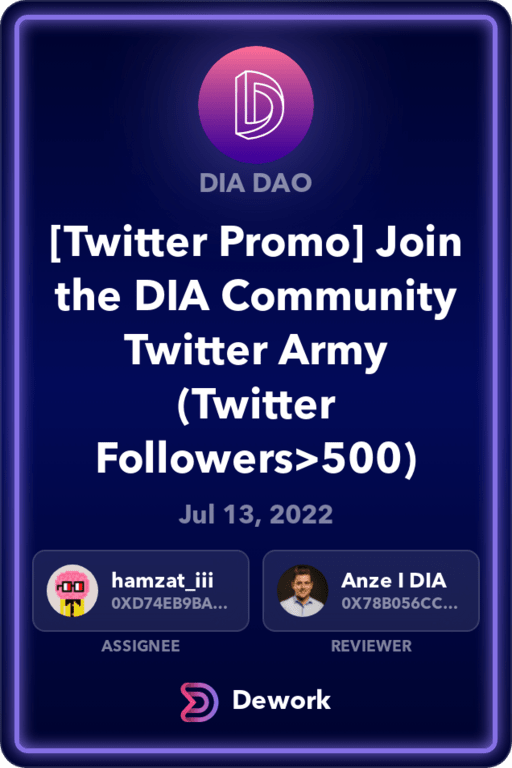 DIA DAO
[Twitter Promo] Join
the DIA Community
Twitter Army
(Twitter
Followers>500)
Jul 13, 2022
hamzat_iii
0XD74EB9BA...
Anze I DIA
0X78B056CC...
ASSIGNEE
REVIEWER
Dework